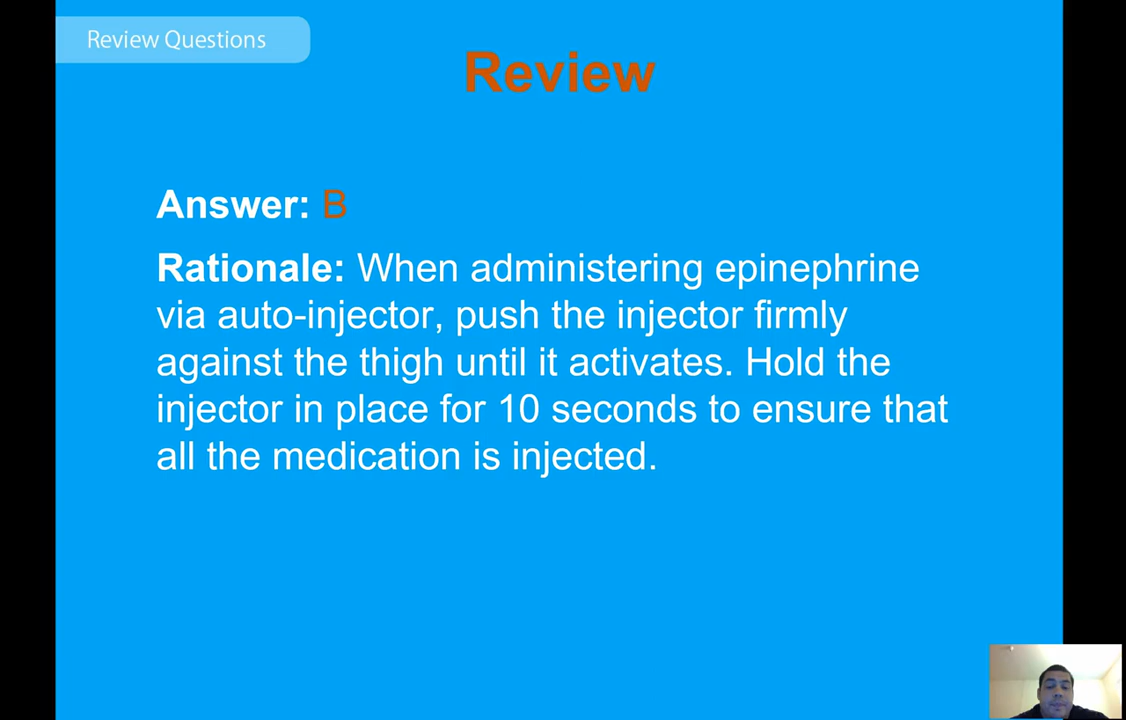 Review Questions
Review
Answer: B
Rationale: When administering epinephrine
via auto-injector, push the injector firmly
against the thigh until it activates. Hold the
injector in place for 10 seconds to ensure that
all the medication is injected.